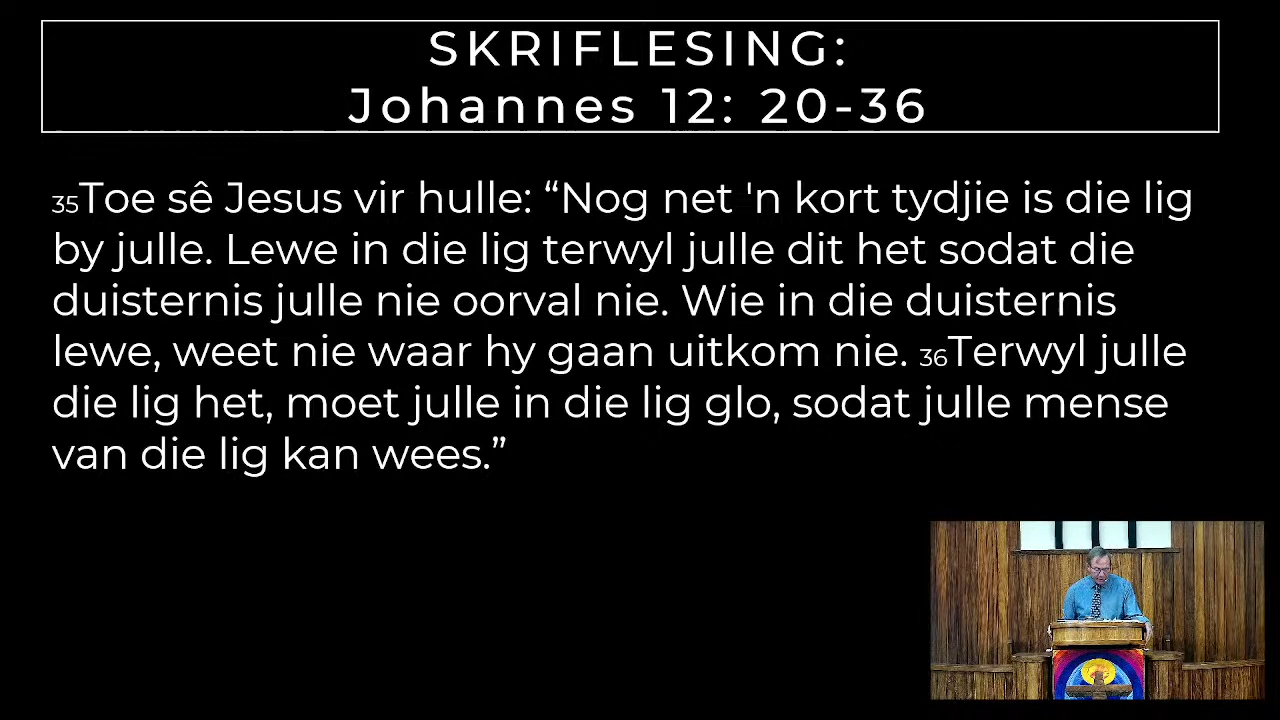 SKRIFLESING:
Johannes 12: 20-36
35Toe sê Jesus vir hulle: “Nog net 'n kort tydjie is die lig
by julle. Lewe in die lig terwyl julle dit het sodat die
duisternis julle nie oorval nie. Wie in die duisternis
lewe, weet nie waar hy gaan uitkom nie. 36Terwyl julle
die lig het, moet julle in die lig glo, sodat julle mense
van die lig kan wees.”